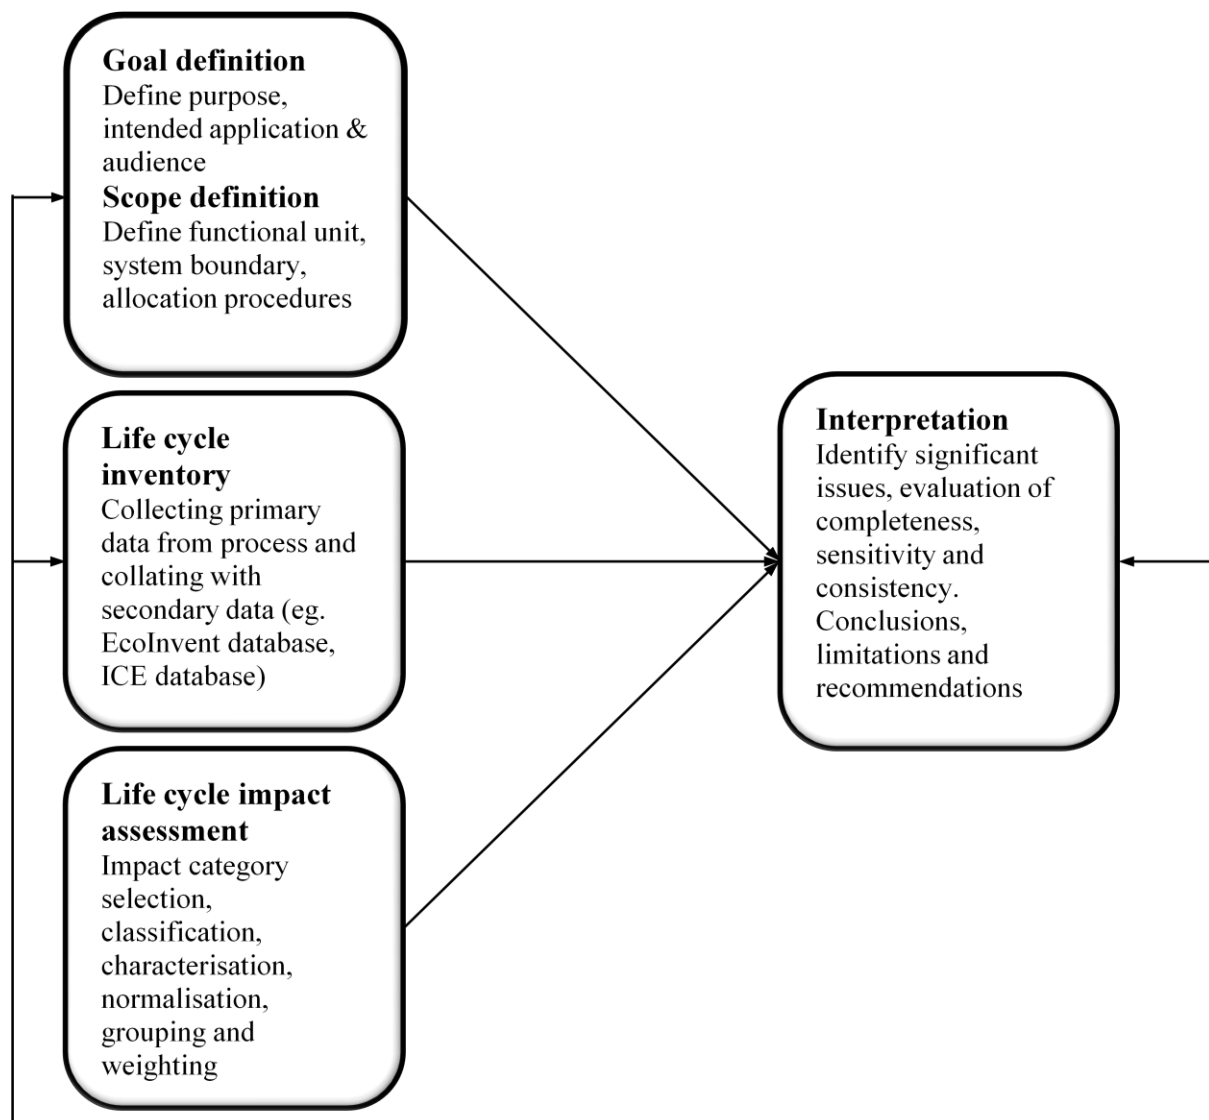 Goal definition
Define purpose,
intended application &
audience
Scope definition
Define functional unit,
system boundary,
allocation procedures
Life cycle
inventory
Collecting primary
data from process and
collating with
secondary data (eg.
EcoInvent database,
ICE database)
Life cycle impact
assessment
Impact category
selection,
classification,
characterisation,
normalisation,
grouping and
weighting
Interpretation
Identify significant
issues, evaluation of
completeness,
sensitivity and
consistency.
Conclusions,
limitations and
recommendations